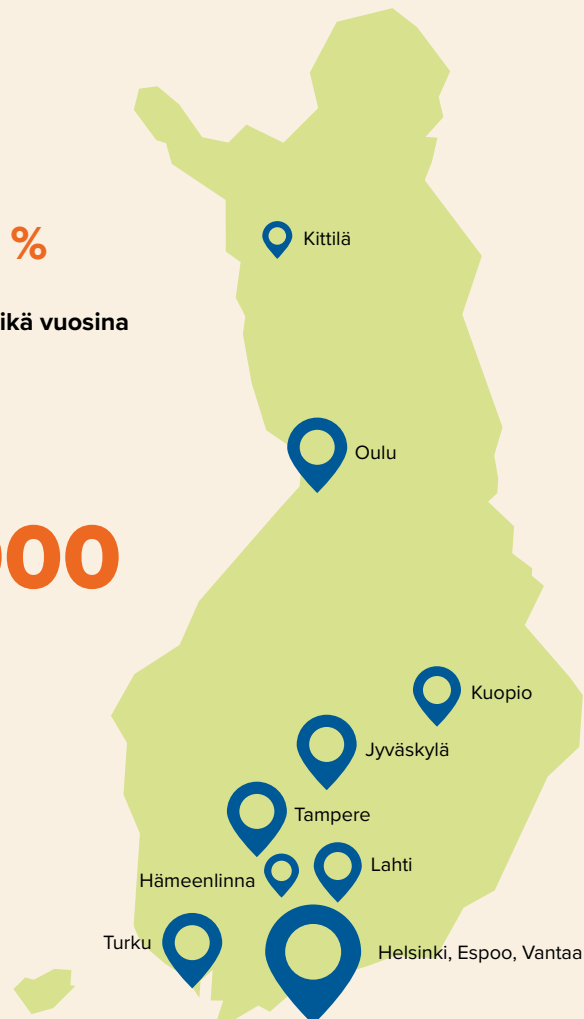 %
Kittilä
ikä vuosina
Oulu
000
Kuopio
Jyväskylä
Tampere
Lahti
Hämeenlinna
Turku
Helsinki, Espoo, Vantaa